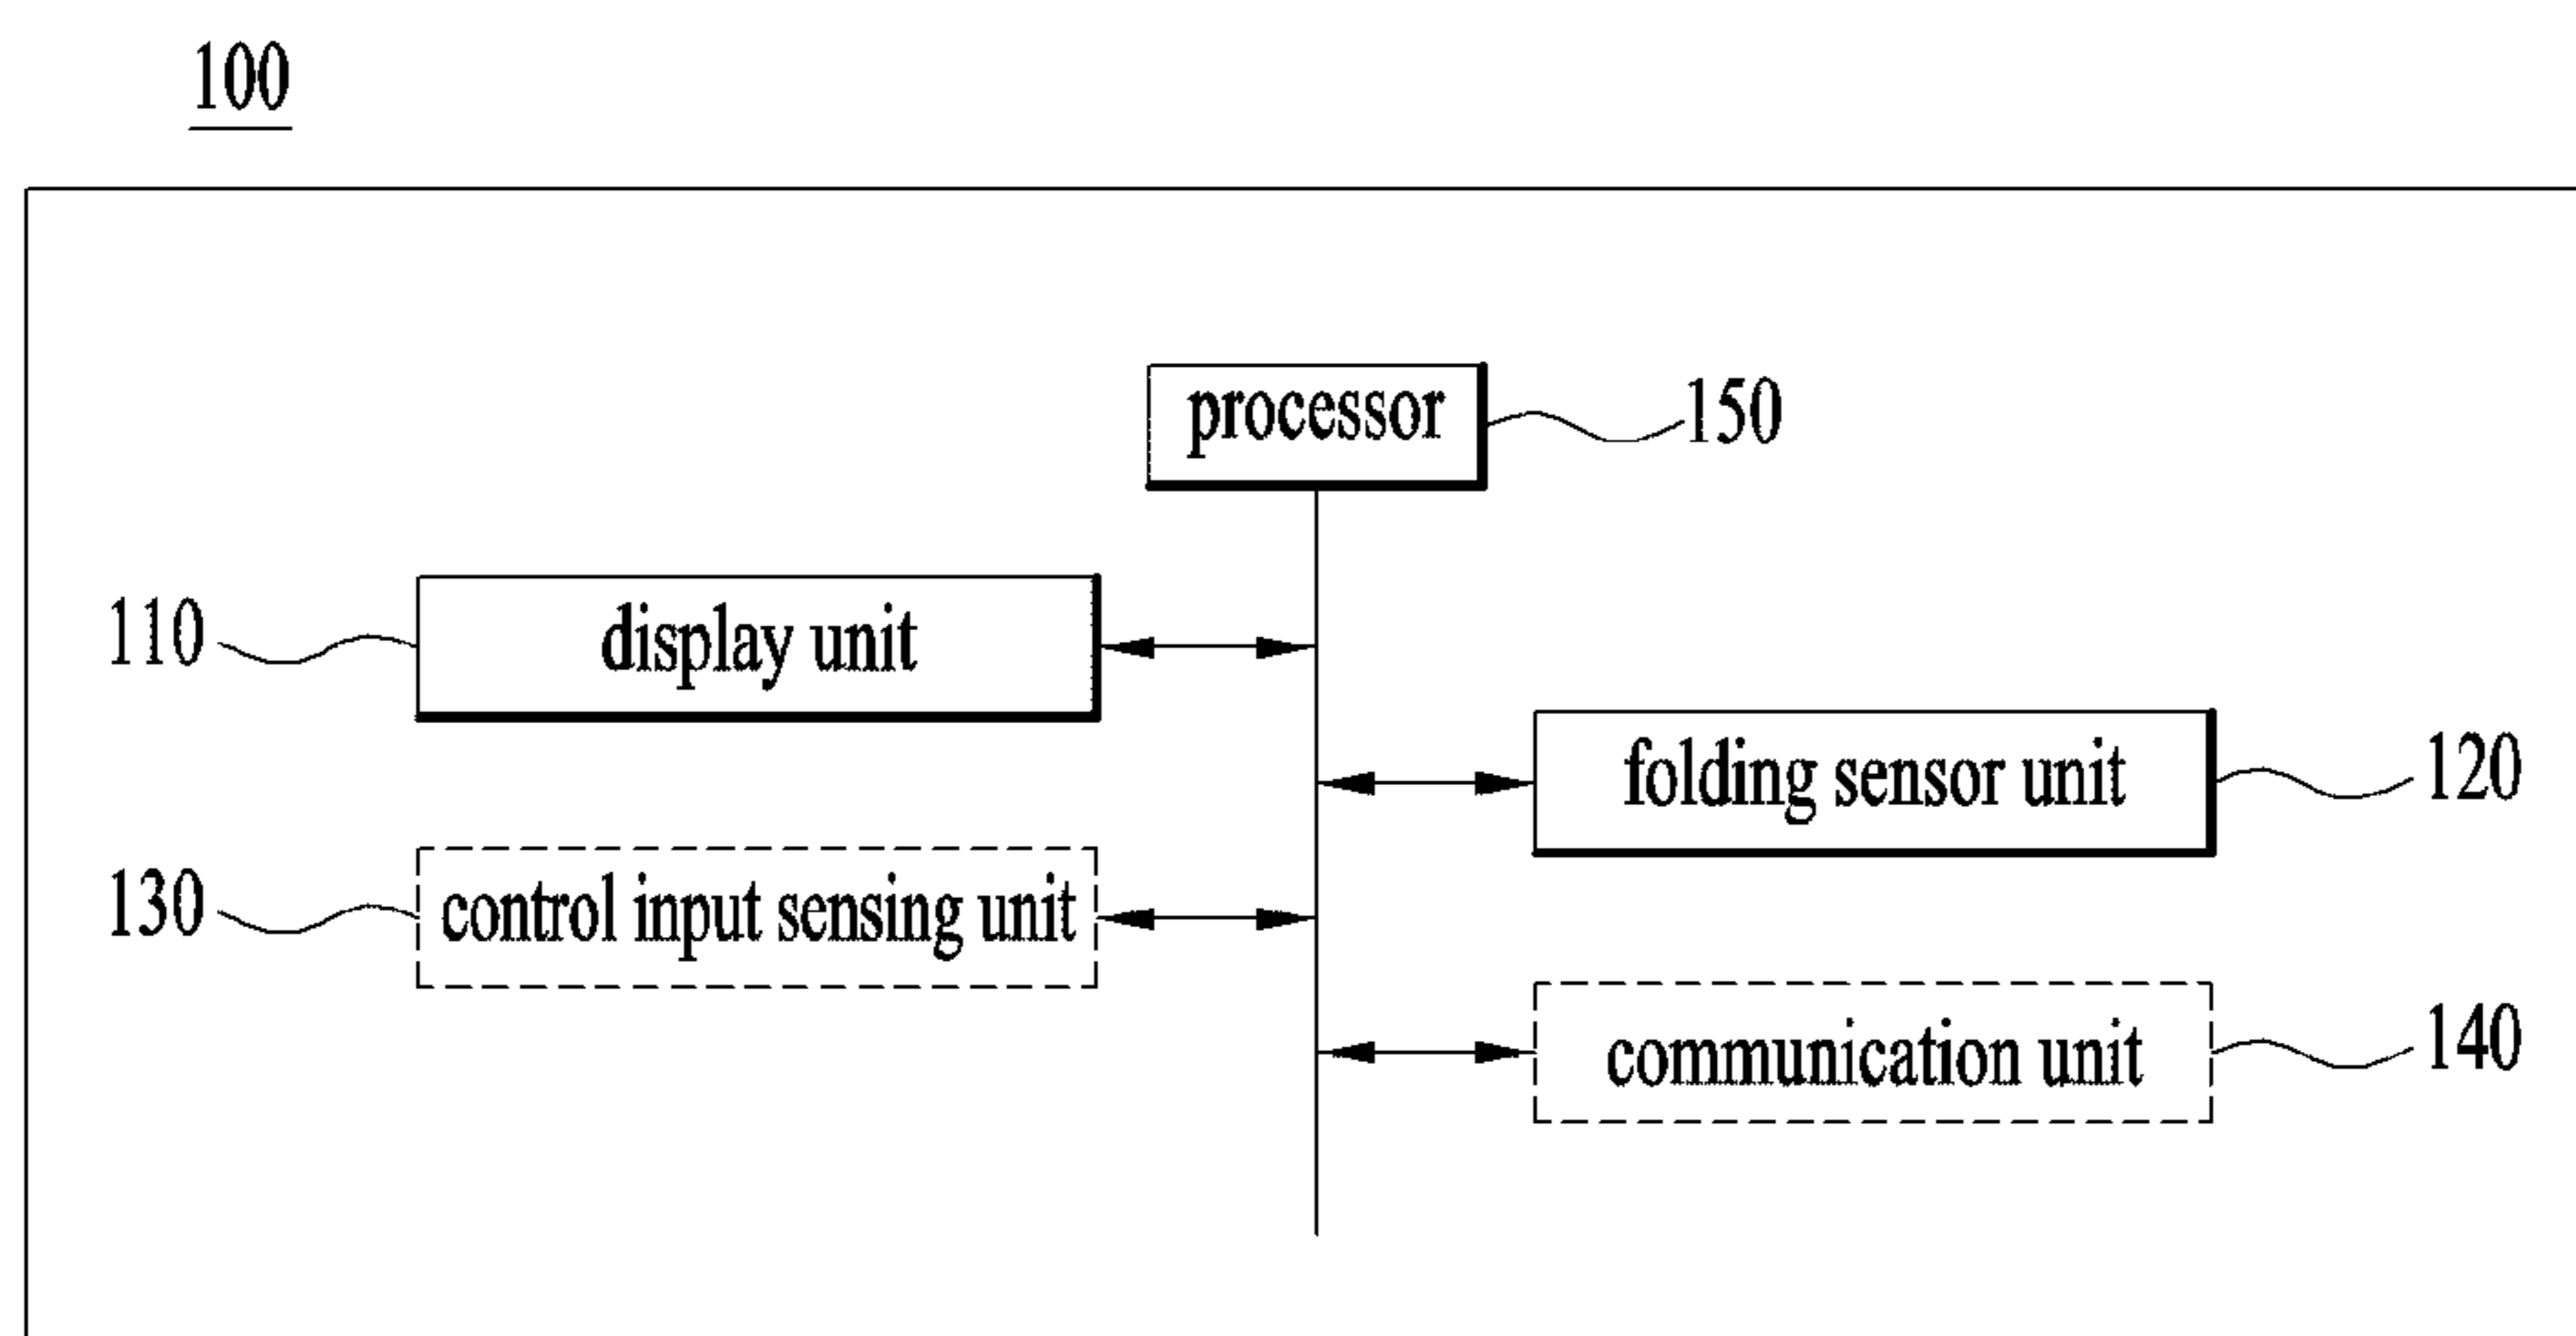 100
processor 150
110 display unit
folding sensor unit 120
130 control input sensing unit
communication unit 140